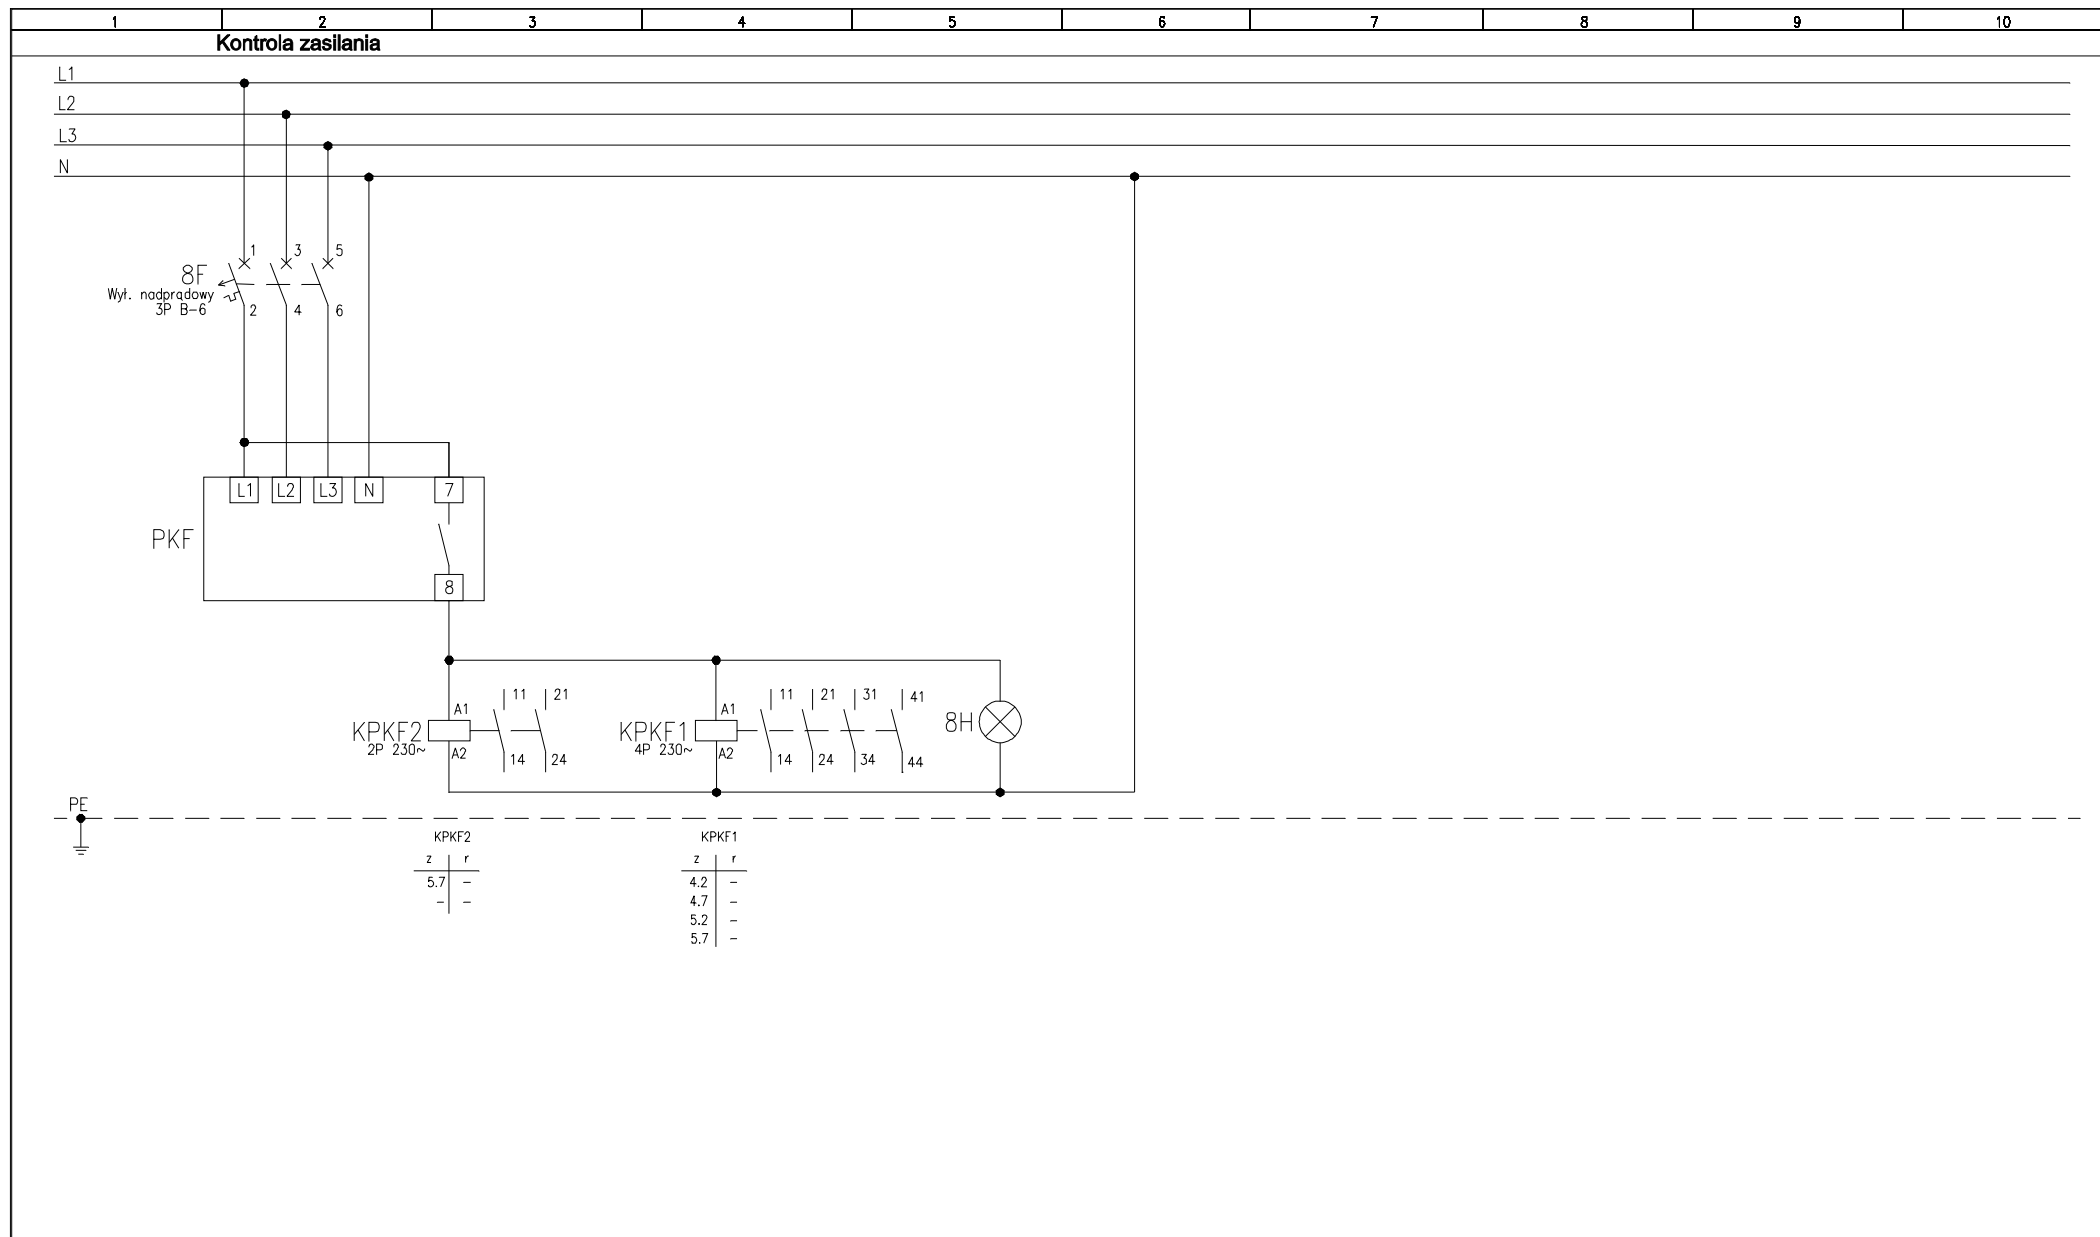 1 2 3 4 5 6 7 8 9 10
Kontrola zasilania
L1
L2
L3
N
1 3 5
8F
Wył. nadprądowy
3P B-6
2 4 6
L1 L2 L3 N 7
PKF
8
11 21 11 21 31 41
A1 A1
KPKF2 KPKF1 8H
2P 230~ 4P 230~
A2 A2
14 24 14 24 34 44
PE
KPKF2 KPKF1
z r z r
5.7 - 4.2 -
- - 4.7 -
5.2 -
5.7 -